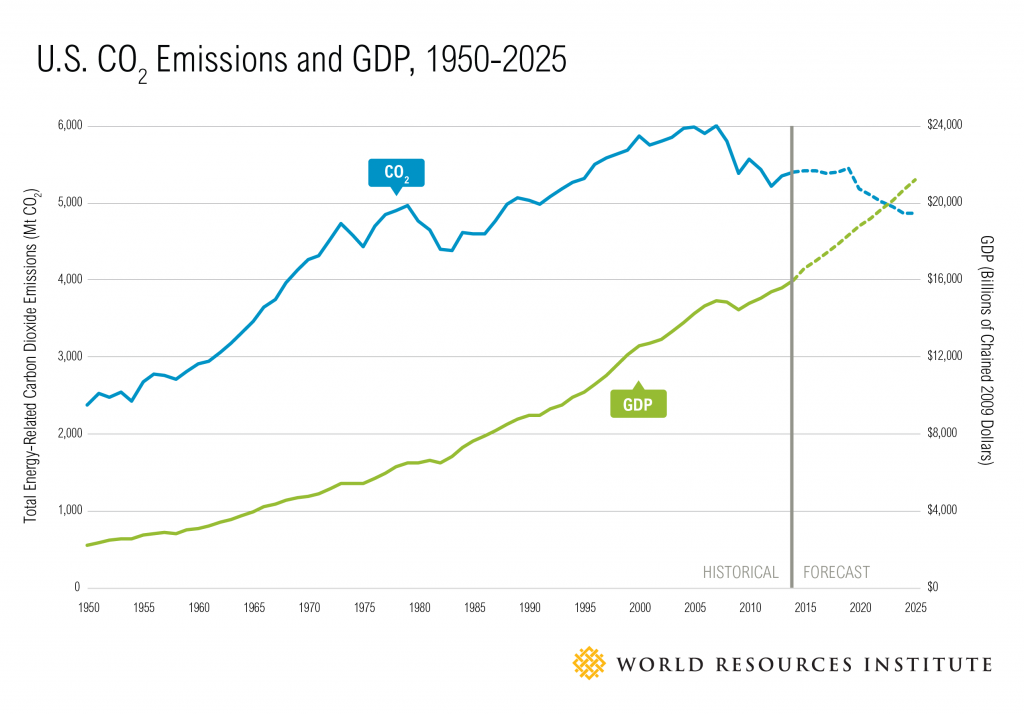 U.S. CO₂ Emissions and GDP, 1950-2025
Total Energy-Related Carbon Dioxide Emissions (Mt CO₂)
6,000
5,000
4,000
3,000
2,000
1,000
0
CO₂
GDP
HISTORICAL
FORECAST
$24,000
$20,000
$16,000
$12,000
$8,000
$4,000
$0
GDP (Billions of Chained 2009 Dollars)
1950 1955 1960 1965 1970 1975 1980 1985 1990 1995 2000 2005 2010 2015 2020 2025
WORLD RESOURCES INSTITUTE